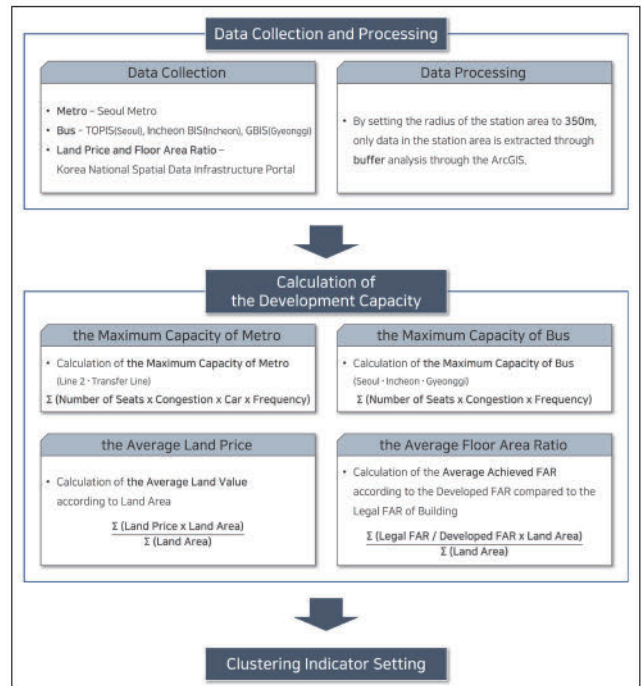 Data Collection and Processing
Data Collection
• Metro – Seoul Metro
• Bus – TOPIS(Seoul), Incheon BIS(Incheon), GBIS(Gyeonggi)
• Land Price and Floor Area Ratio –
Korea National Spatial Data Infrastructure Portal
Data Processing
• By setting the radius of the station area to 350m,
only data in the station area is extracted through
buffer analysis through the ArcGIS.
Calculation of
the Development Capacity
the Maximum Capacity of Metro
• Calculation of the Maximum Capacity of Metro
(Line 2 · Transfer Line)
Σ (Number of Seats x Congestion x Car x Frequency)
the Maximum Capacity of Bus
• Calculation of the Maximum Capacity of Bus
(Seoul · Incheon · Gyeonggi)
Σ (Number of Seats x Congestion x Frequency)
the Average Land Price
• Calculation of the Average Land Value
according to Land Area
Σ (Land Price x Land Area)
Σ (Land Area)
the Average Floor Area Ratio
• Calculation of the Average Achieved FAR
according to the Developed FAR compared to the
Legal FAR of Building
Σ (Legal FAR / Developed FAR x Land Area)
Σ (Land Area)
Clustering Indicator Setting